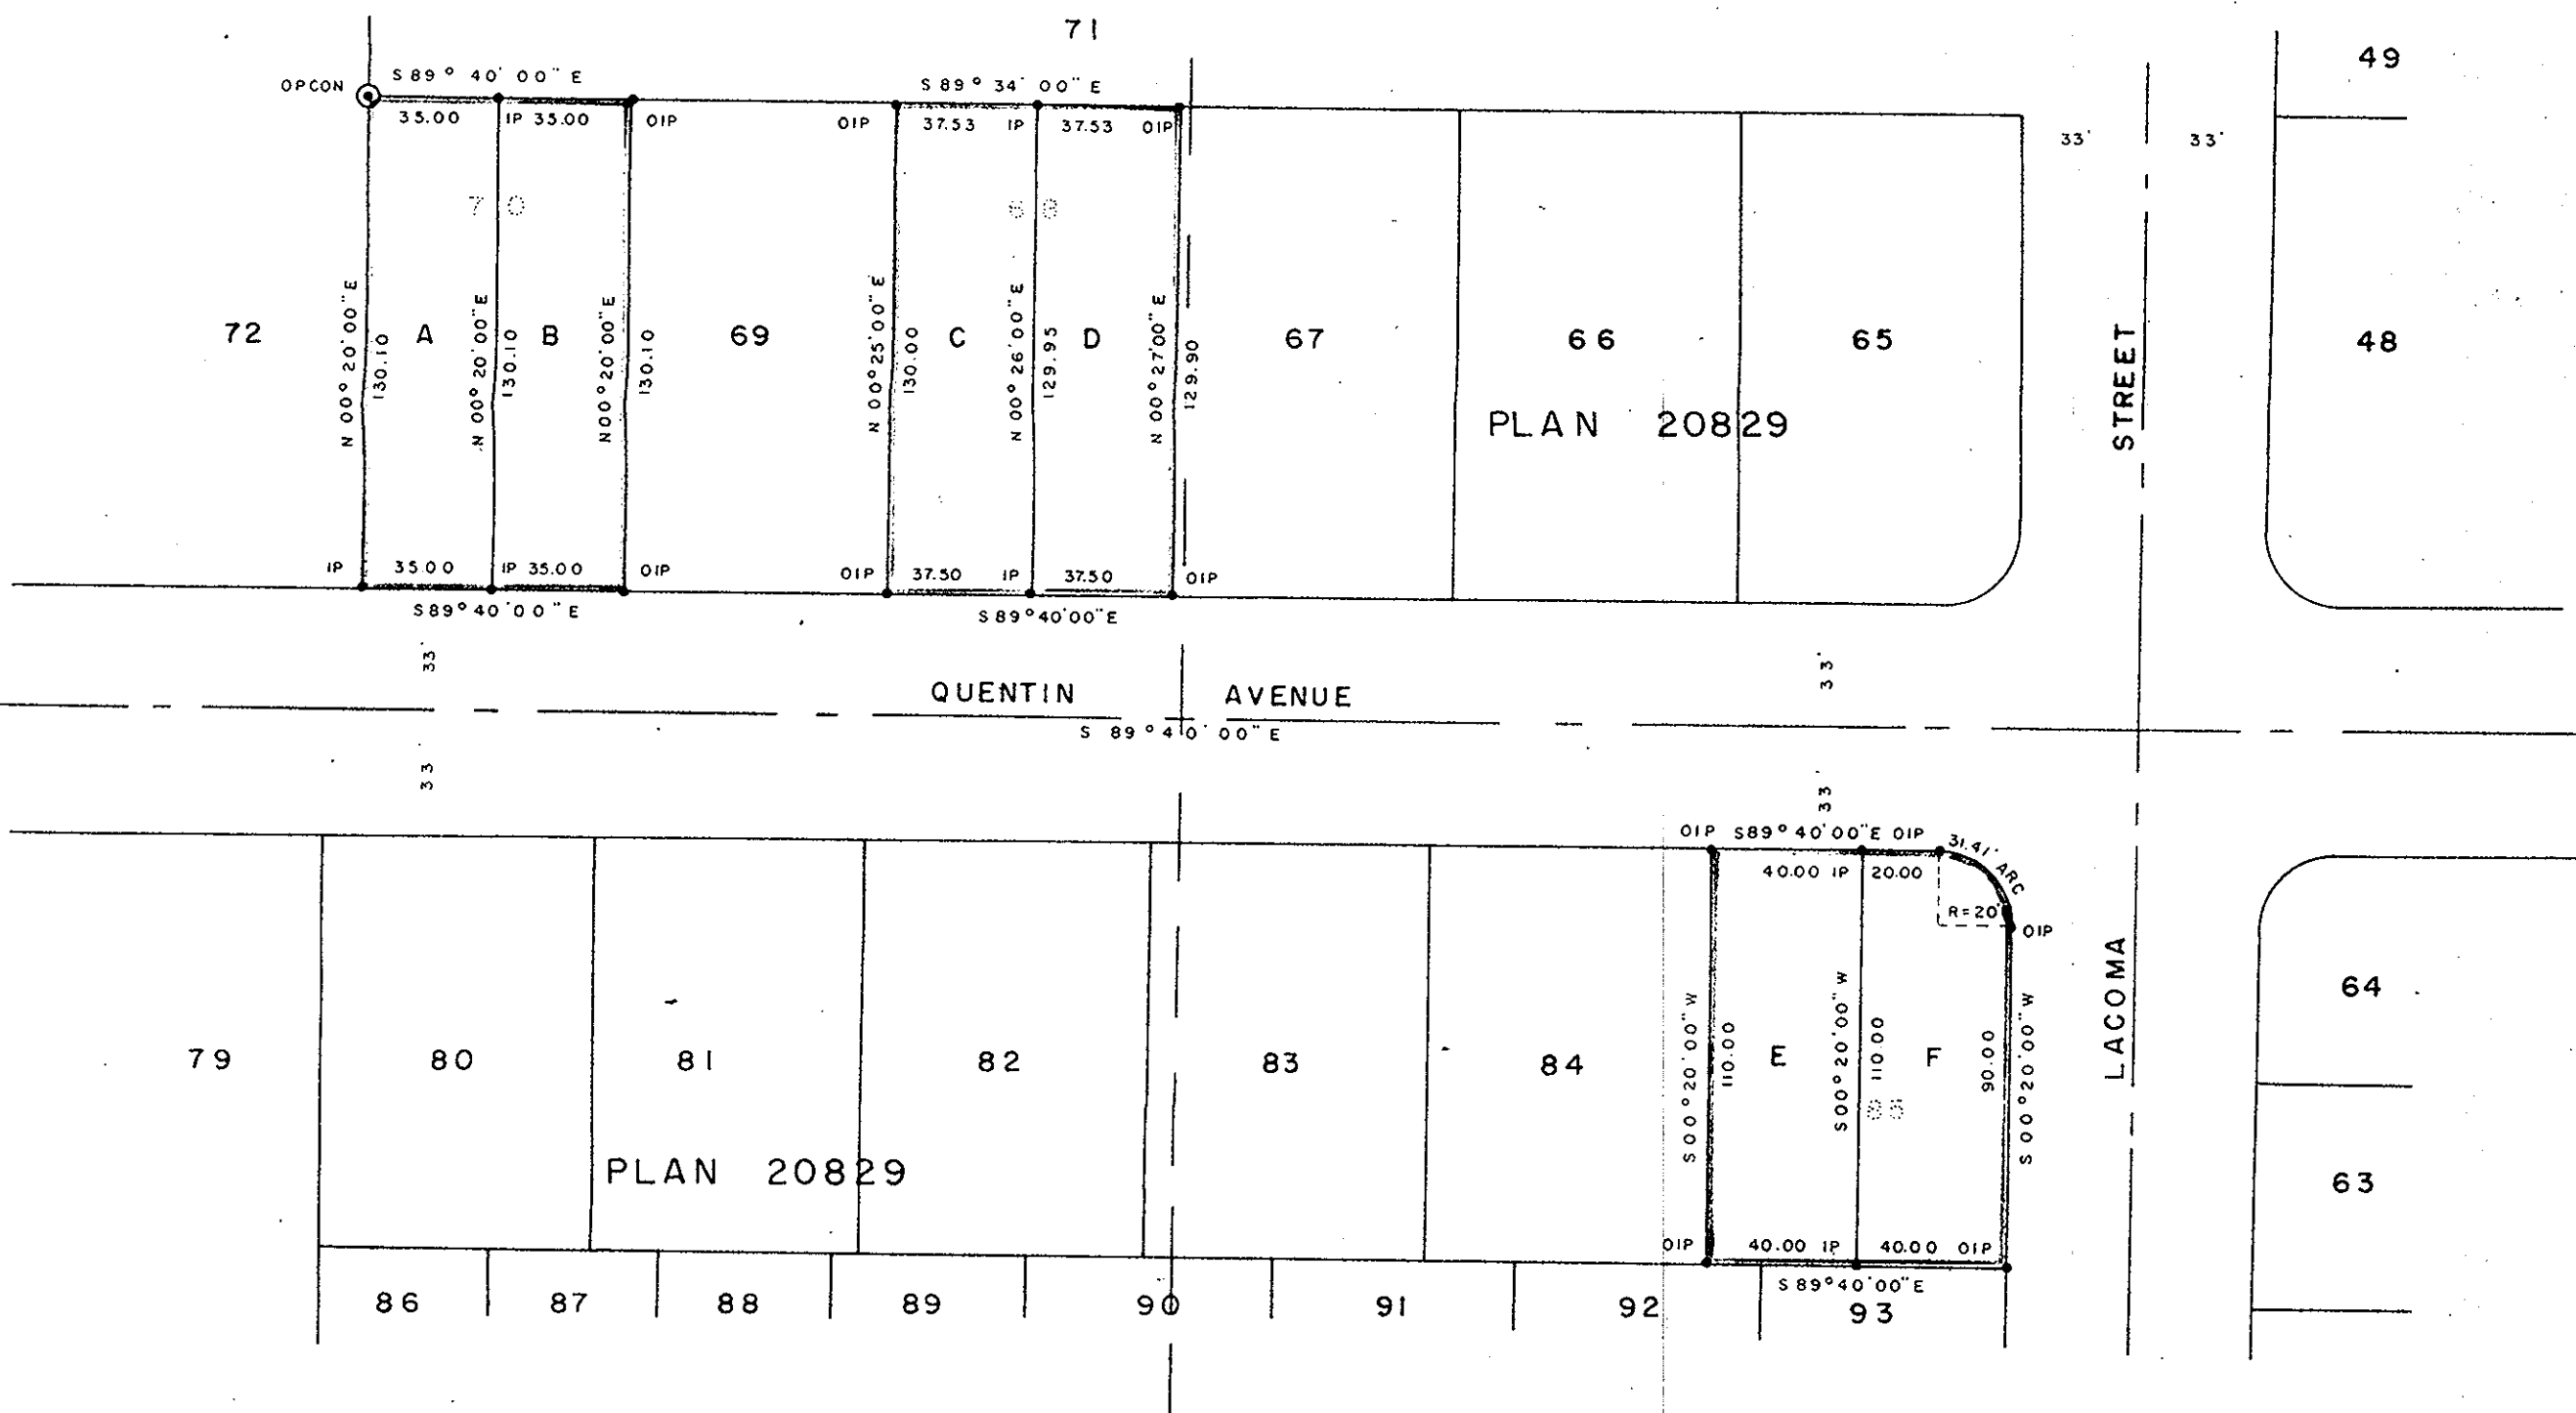 71
49
OPCON
S 89° 40' 00" E
S 89° 34' 00" E
35.00 IP 35.00 OIP
OIP 37.53 IP 37.53 OIP
33' 33'
70
68
72
N 00° 20' 00" E
130.10
A
N 00° 20' 00" E
130.10
B
N 00° 20' 00" E
130.10
69
N 00° 25' 00" E
130.00
C
N 00° 26' 00" E
129.95
D
N 00° 27' 00" E
129.90
67
66
65
STREET
48
PLAN 20829
IP 35.00 IP 35.00 OIP
OIP 37.50 IP 37.50 OIP
S 89° 40' 00" E
S 89° 40' 00" E
33'
33'
QUENTIN AVENUE
S 89° 40' 00" E
33
33
OIP S 89° 40' 00" E OIP
31.41' ARC
40.00 IP 20.00
R = 20'
OIP
79
80
81
82
83
84
S 00° 20' 00" W
110.00
E
S 00° 20' 00" W
110.00
F
85
90.00
S 00° 20' 00" W
LACOMA
64
PLAN 20829
63
OIP 40.00 IP 40.00 OIP
S 89° 40' 00" E
86
87
88
89
90
91
92
93